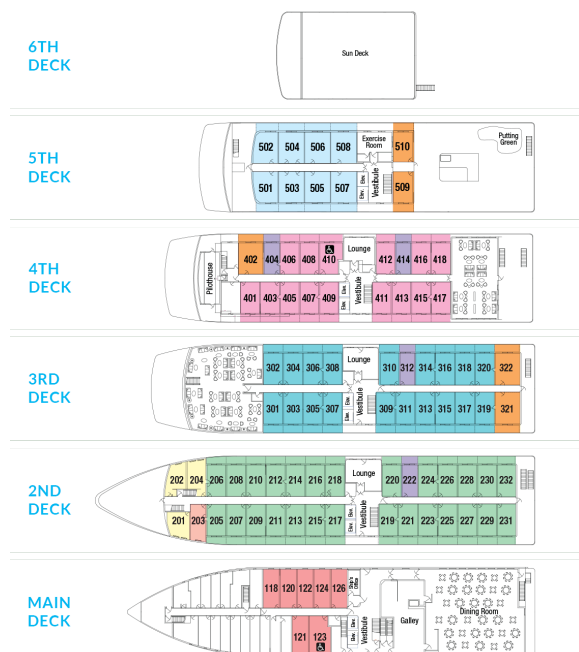 6TH
DECK
Sun Deck
5TH
DECK
502 504 506 508 Exercise Room 510 Putting Green
501 503 505 507 Elev. Elev. Vestibule 509
4TH
DECK
Pilothouse
402 404 406 408 410 Lounge 412 414 416 418
401 403 405 407 409 Elev. Elev. Vestibule 411 413 415 417
3RD
DECK
302 304 306 308 Lounge 310 312 314 316 318 320 322
301 303 305 307 Elev. Elev. Vestibule 309 311 313 315 317 319 321
2ND
DECK
202 204 206 208 210 212 214 216 218 Lounge 220 222 224 226 228 230 232
201 203 205 207 209 211 213 215 217 Elev. Elev. Vestibule 219 221 223 225 227 229 231
MAIN
DECK
118 120 122 124 126 Ship's Office
121 123 Elev. Elev. Vestibule Galley Dining Room